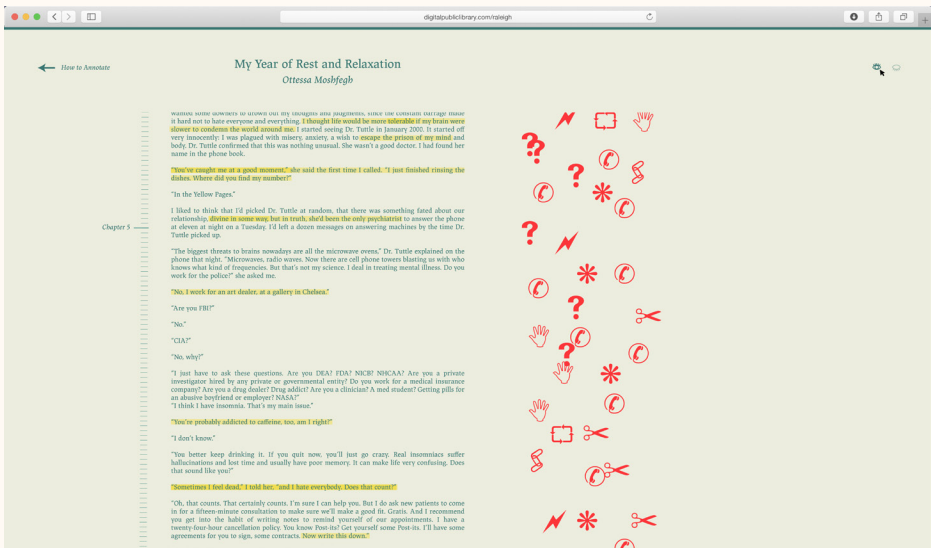 digitalpubliclibrary.com/raleigh
How to Annotate
My Year of Rest and Relaxation
Ottessa Moshfegh
wanted some downers to drown out my thoughts and judgments, since the constant barrage made
it hard not to hate everyone and everything. I thought life would be more tolerable if my brain were
slower to condemn the world around me. I started seeing Dr. Tuttle in January 2000. It started off
very innocently: I was plagued with misery, anxiety, a wish to escape the prison of my mind and
body. Dr. Tuttle confirmed that this was nothing unusual. She wasn't a good doctor. I had found her
name in the phone book.
"You've caught me at a good moment," she said the first time I called. "I just finished rinsing the
dishes. Where did you find my number?"
"In the Yellow Pages."
I liked to think that I'd picked Dr. Tuttle at random, that there was something fated about our
relationship, divine in some way, but in truth, she'd been the only psychiatrist to answer the phone
Chapter 5
at eleven at night on a Tuesday. I'd left a dozen messages on answering machines by the time Dr.
Tuttle picked up.
"The biggest threats to brains nowadays are all the microwave ovens," Dr. Tuttle explained on the
phone that night. "Microwaves, radio waves. Now there are cell phone towers blasting us with who
knows what kind of frequencies. But that's not my science. I deal in treating mental illness. Do you
work for the police?" she asked me.
"No, I work for an art dealer, at a gallery in Chelsea."
"Are you FBI?"
"No."
"CIA?"
"No, why?"
"I just have to ask these questions. Are you DEA? FDA? NICB? NHCAA? Are you a private
investigator hired by any private or governmental entity? Do you work for a medical insurance
company? Are you a drug dealer? Drug addict? Are you a clinician? A med student? Getting pills for
an abusive boyfriend or employer? NASA?"
"I think I have insomnia. That's my main issue."
"You're probably addicted to caffeine, too, am I right?"
"I don't know."
"You better keep drinking it. If you quit now, you'll just go crazy. Real insomniacs suffer
hallucinations and lost time and usually have poor memory. It can make life very confusing. Does
that sound like you?"
"Sometimes I feel dead," I told her, "and I hate everybody. Does that count?"
"Oh, that counts. That certainly counts. I'm sure I can help you. But I do ask new patients to come
in for a fifteen-minute consultation to make sure we'll make a good fit. Gratis. And I recommend
you get into the habit of writing notes to remind yourself of our appointments. I have a
twenty-four-hour cancellation policy. You know Post-its? Get yourself some Post-its. I'll have some
agreements for you to sign, some contracts. Now write this down."